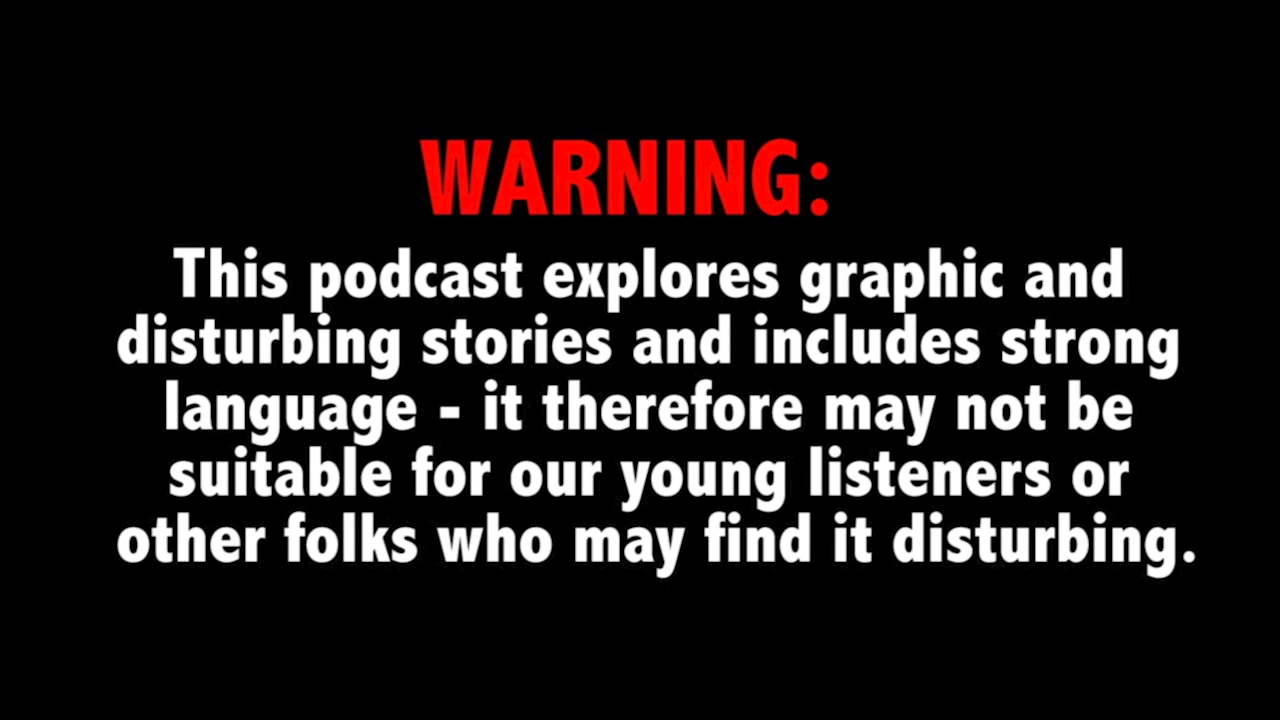 WARNING:
This podcast explores graphic and
disturbing stories and includes strong
language - it therefore may not be
suitable for our young listeners or
other folks who may find it disturbing.